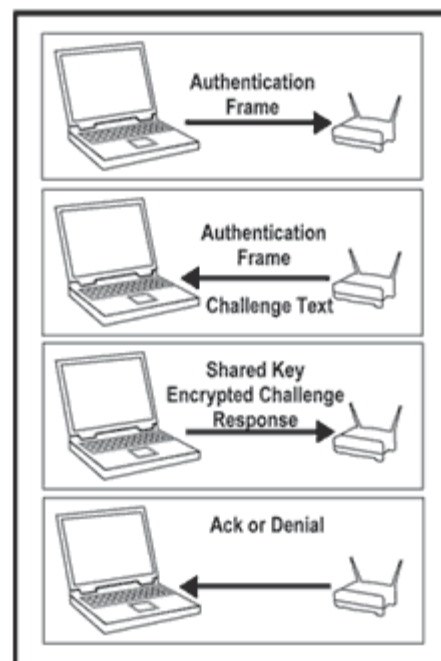 Authentication
Frame
Authentication
Frame
Challenge Text
Shared Key
Encrypted Challenge
Response
Ack or Denial